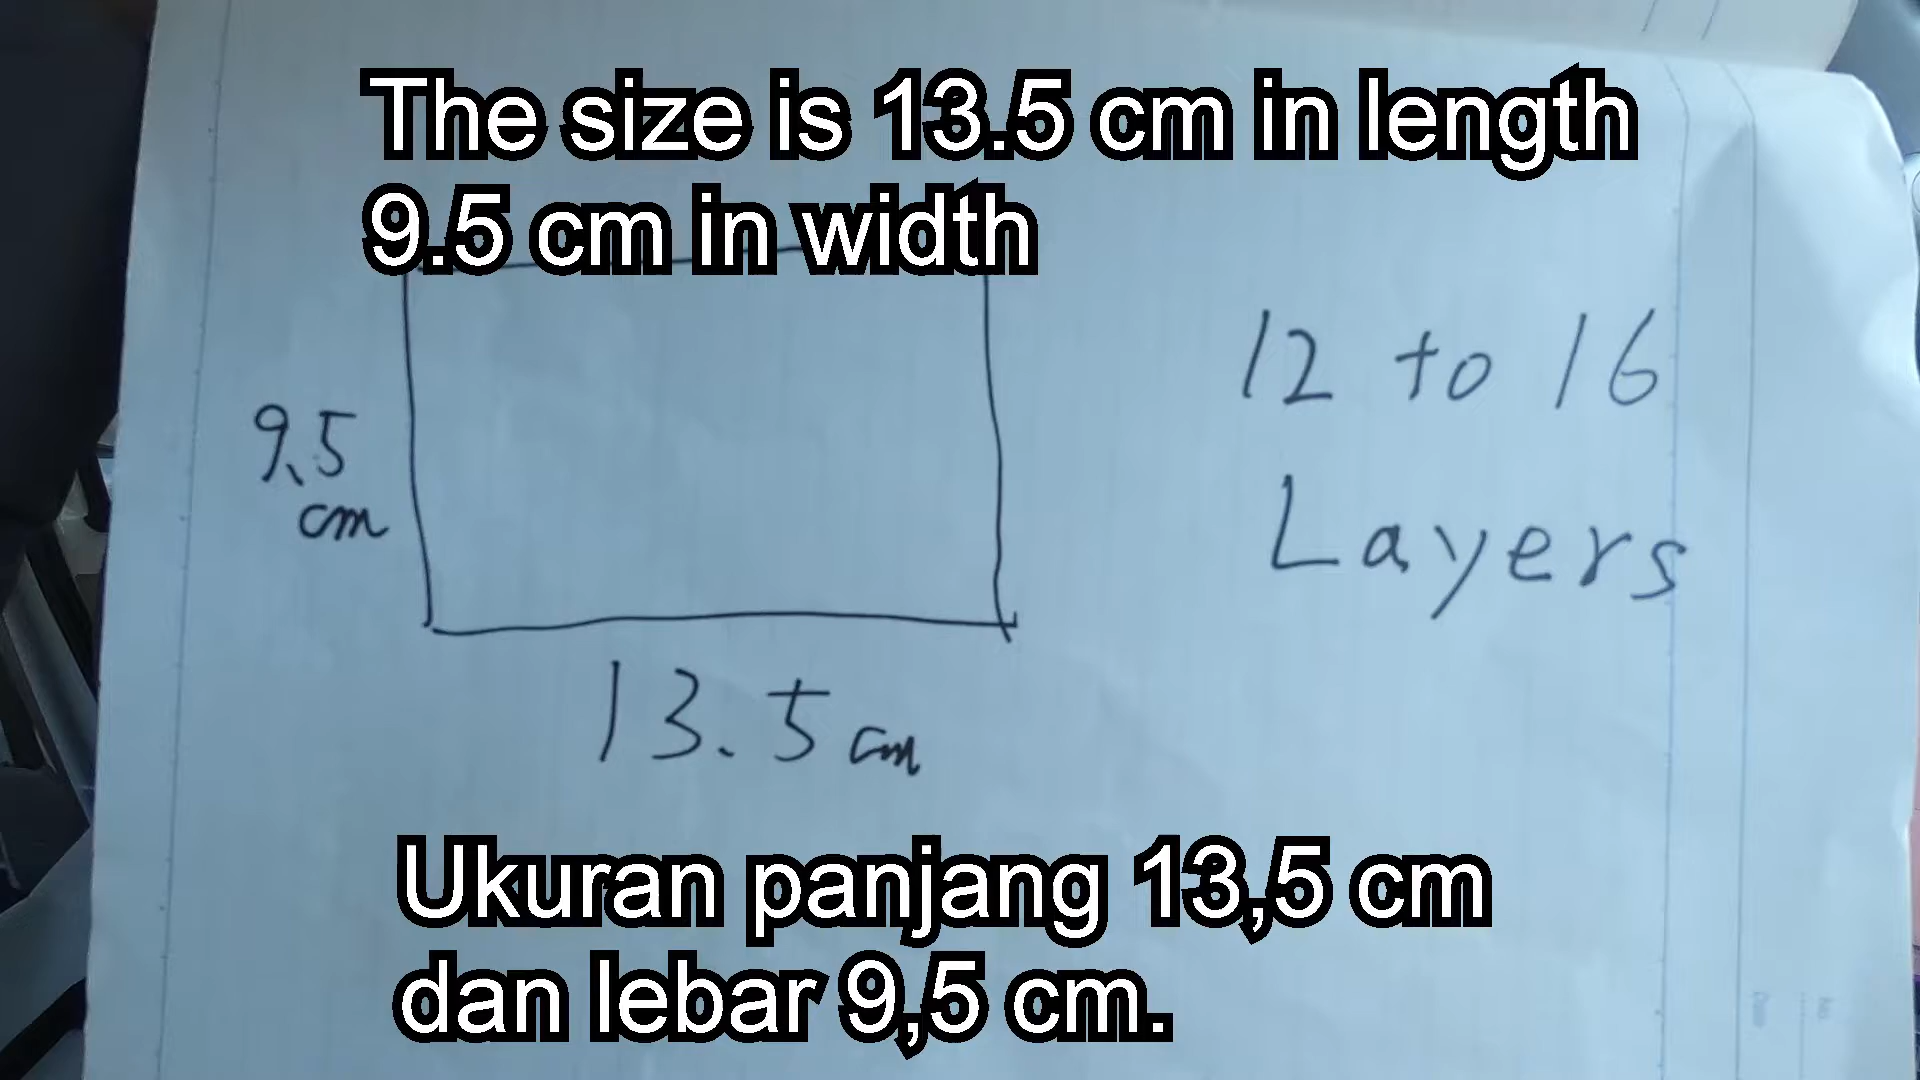 The size is 13.5 cm in length
9.5 cm in width
12 to 16
Layers
9.5
cm
13.5 cm
Ukuran panjang 13,5 cm
dan lebar 9,5 cm.